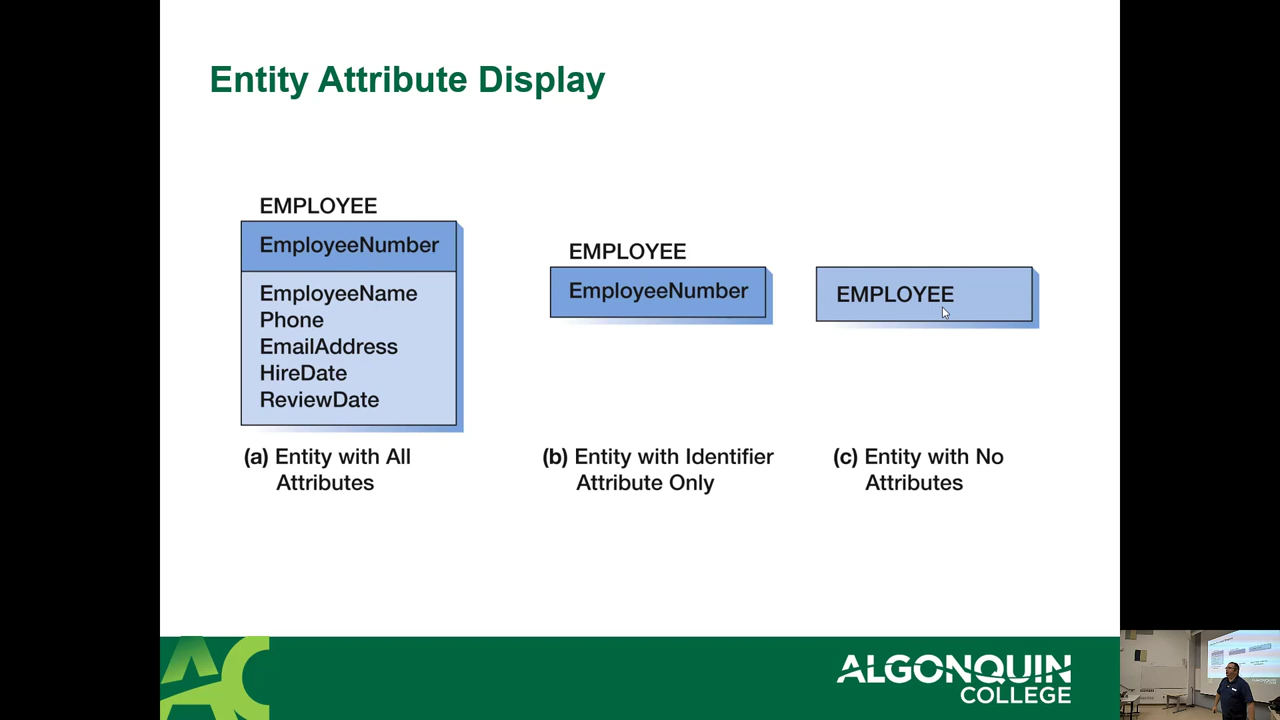 Entity Attribute Display
EMPLOYEE
EmployeeNumber
EmployeeName
Phone
EmailAddress
HireDate
ReviewDate
(a) Entity with All
Attributes
EMPLOYEE
EmployeeNumber
(b) Entity with Identifier
Attribute Only
EMPLOYEE
(c) Entity with No
Attributes
AC
ALGONQUIN
COLLEGE